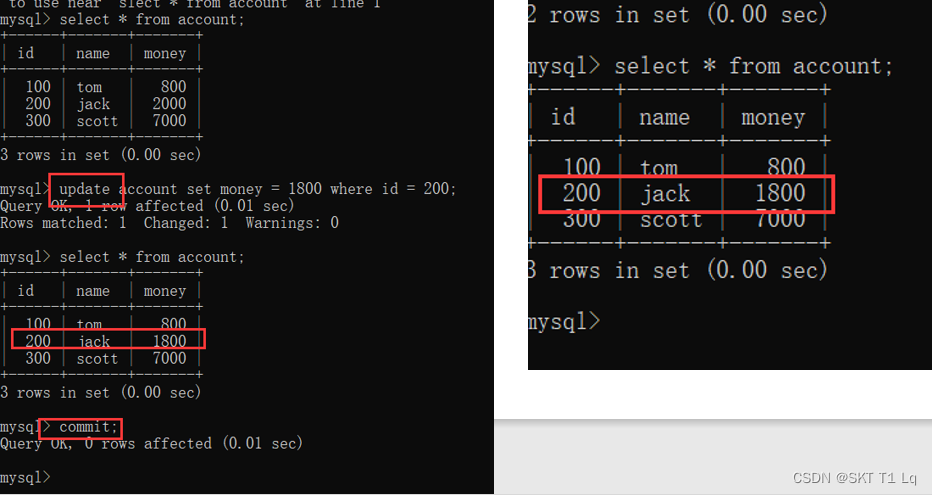 to use near 'slct * from account' at line 1
mysql> select * from account;
+------+-------+-------+
| id   | name  | money |
+------+-------+-------+
|  100 | tom   |   800 |
|  200 | jack  |  2000 |
|  300 | scott |  7000 |
+------+-------+-------+
3 rows in set (0.00 sec)
mysql> update account set money = 1800 where id = 200;
Query OK, 1 row affected (0.01 sec)
Rows matched: 1  Changed: 1  Warnings: 0
mysql> select * from account;
+------+-------+-------+
| id   | name  | money |
+------+-------+-------+
|  100 | tom   |   800 |
|  200 | jack  |  1800 |
|  300 | scott |  7000 |
+------+-------+-------+
3 rows in set (0.00 sec)
mysql> commit;
Query OK, 0 rows affected (0.01 sec)
mysql>
2 rows in set (0.00 sec)
mysql> select * from account;
+------+-------+-------+
| id   | name  | money |
+------+-------+-------+
|  100 | tom   |   800 |
|  200 | jack  |  1800 |
|  300 | scott |  7000 |
+------+-------+-------+
3 rows in set (0.00 sec)
mysql>
CSDN @SKT T1 Lq